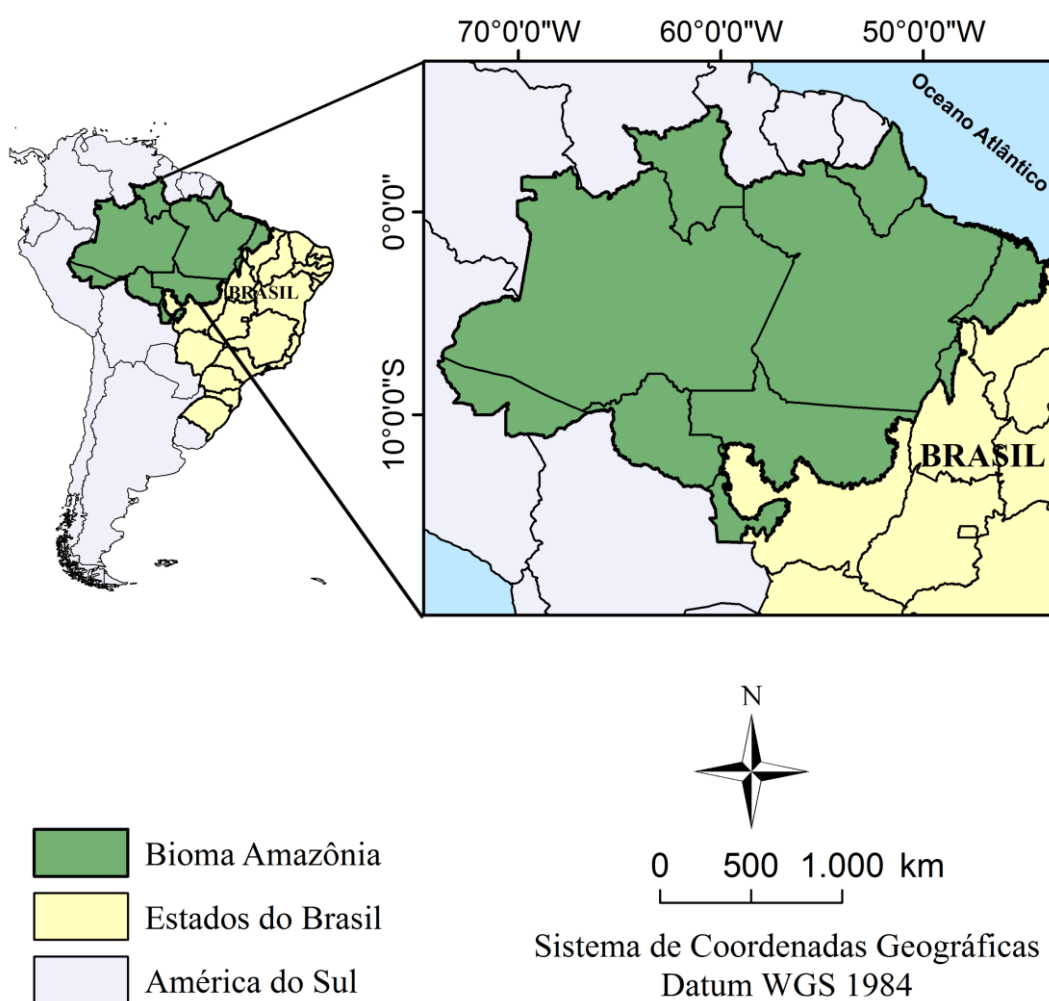 70°0'0"W 60°0'0"W 50°0'0"W
Oceano Atlântico
0°0'0"
10°0'0"S
BRASIL
BRASIL
N
Bioma Amazônia
Estados do Brasil
América do Sul
0 500 1.000 km
Sistema de Coordenadas Geográficas
Datum WGS 1984